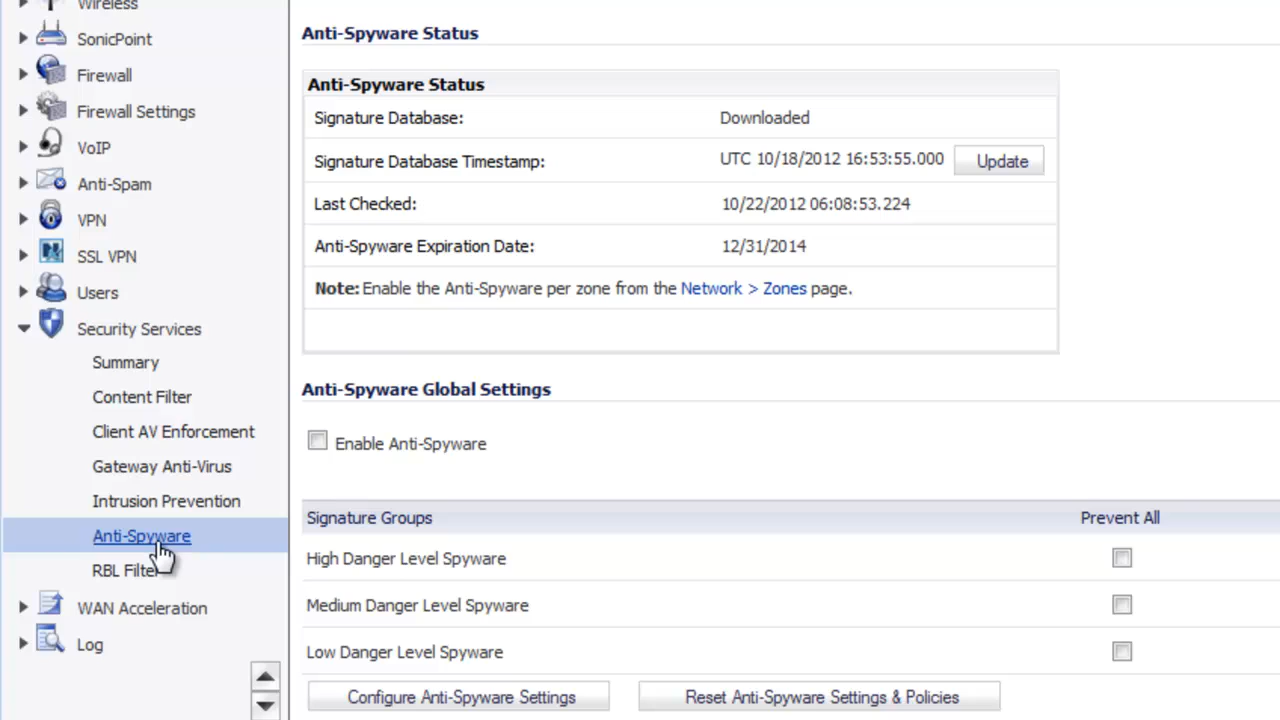 Wireless
SonicPoint
Firewall
Firewall Settings
VoIP
Anti-Spam
VPN
SSL VPN
Users
Security Services
Summary
Content Filter
Client AV Enforcement
Gateway Anti-Virus
Intrusion Prevention
Anti-Spyware
RBL Filter
WAN Acceleration
Log
Anti-Spyware Status
Anti-Spyware Status
Signature Database: Downloaded
Signature Database Timestamp: UTC 10/18/2012 16:53:55.000 Update
Last Checked: 10/22/2012 06:08:53.224
Anti-Spyware Expiration Date: 12/31/2014
Note: Enable the Anti-Spyware per zone from the Network > Zones page.
Anti-Spyware Global Settings
Enable Anti-Spyware
Signature Groups Prevent All
High Danger Level Spyware
Medium Danger Level Spyware
Low Danger Level Spyware
Configure Anti-Spyware Settings Reset Anti-Spyware Settings & Policies